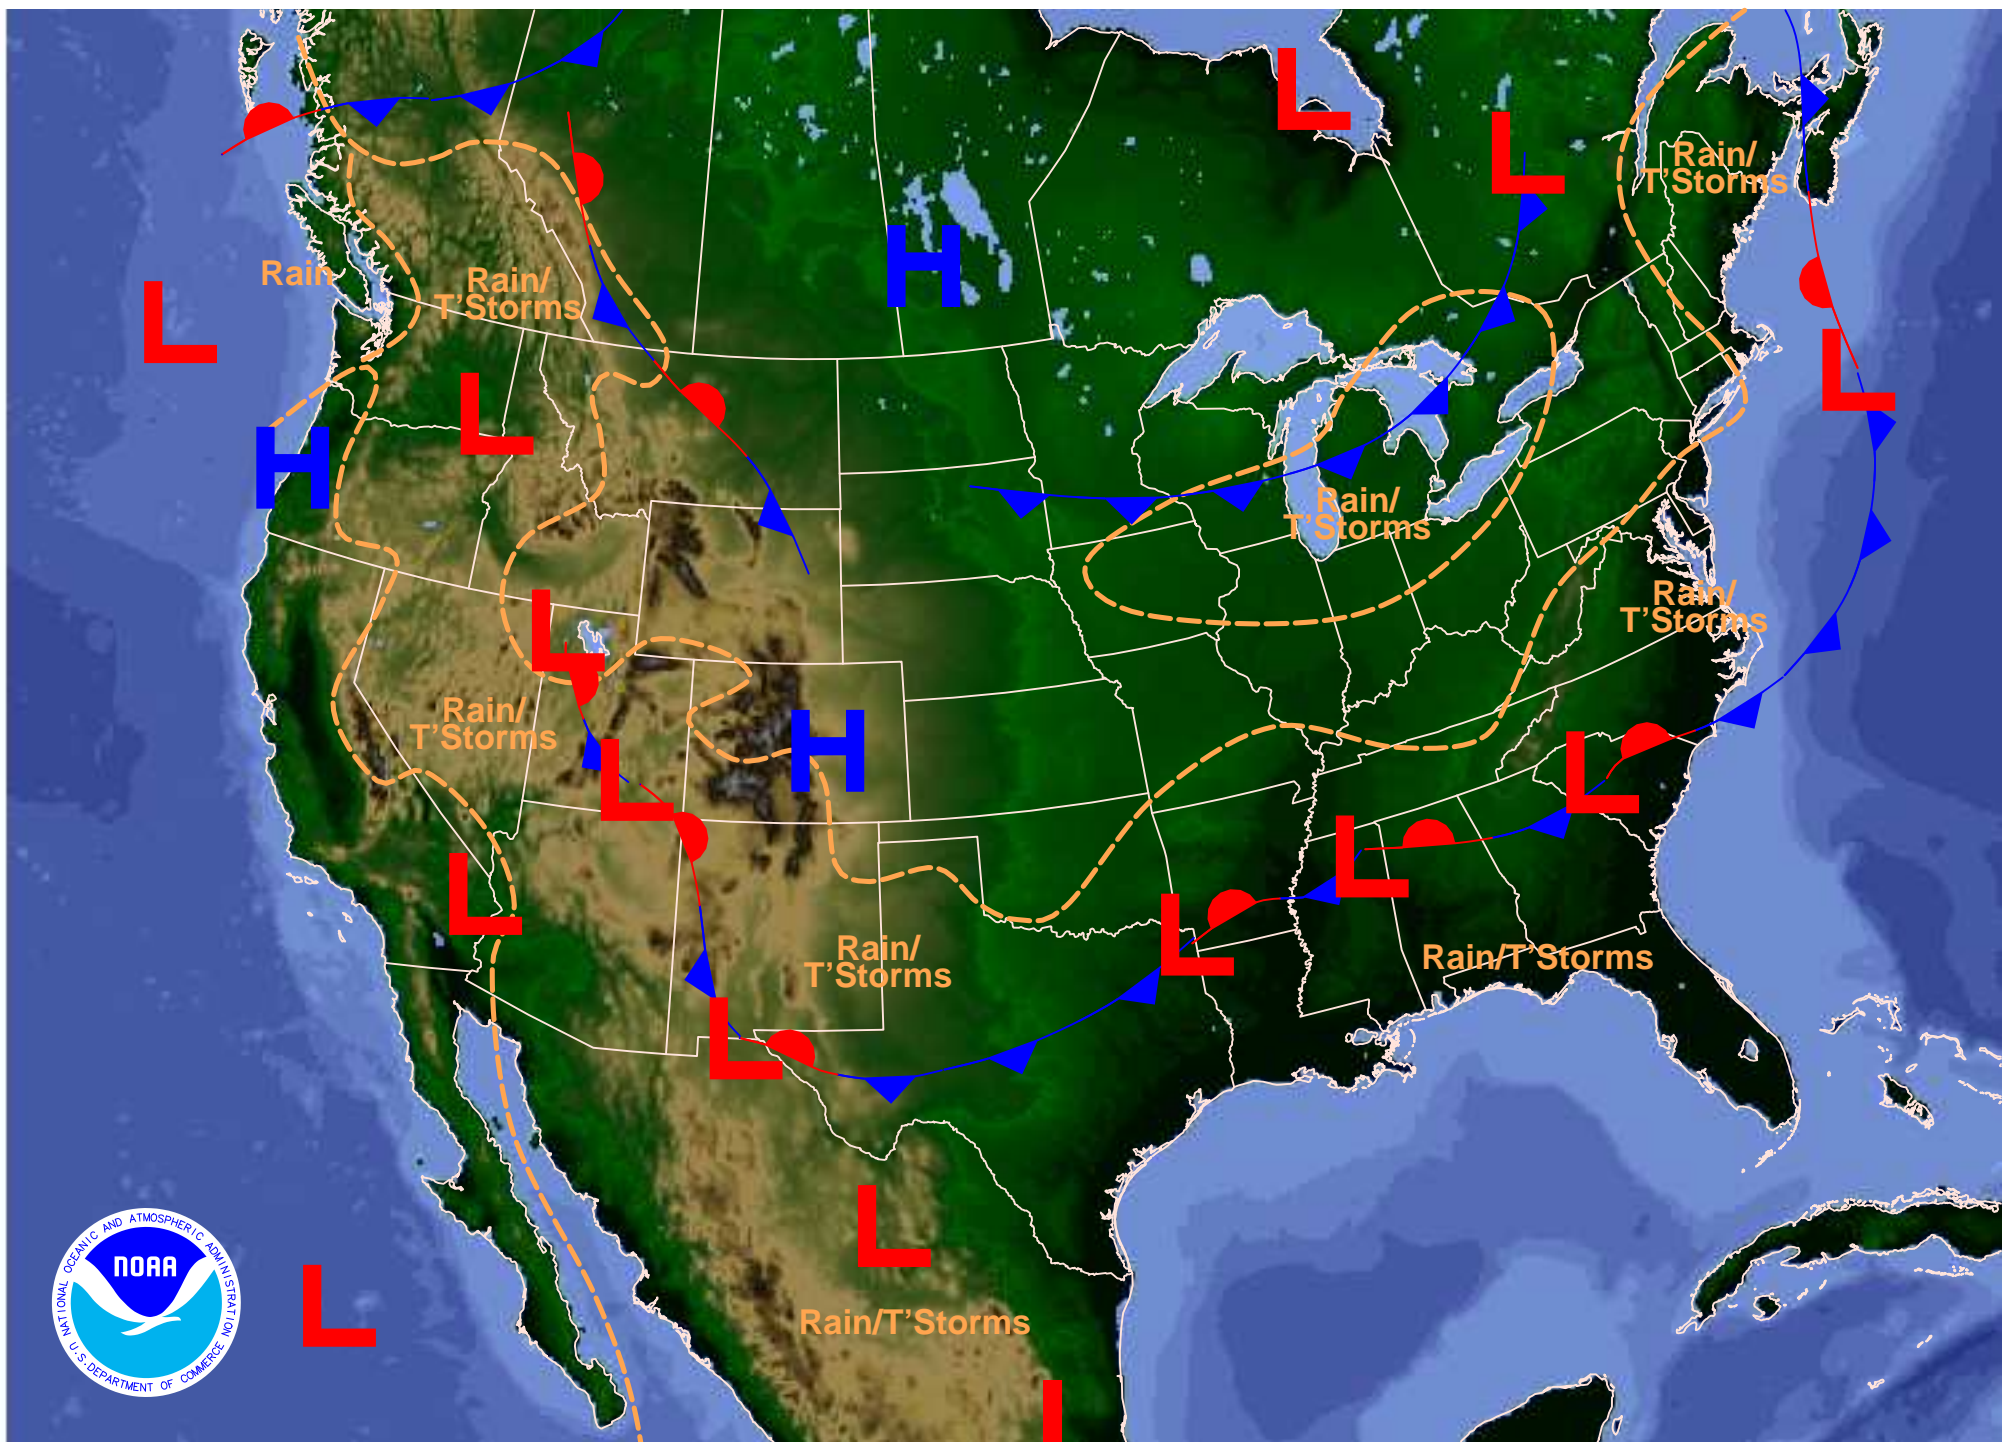 L
L
Rain/
T'Storms
H
Rain
Rain/
T'Storms
L
L
L
H
L
Rain/
T'Storms
Rain/
T'Storms
L
Rain/
T'Storms
L
H
L
L
L
L
L
Rain/
T'Storms
Rain/T'Storms
L
L
Rain/T'Storms
L
L
NATIONAL OCEANIC AND ATMOSPHERIC ADMINISTRATION
NOAA
U.S. DEPARTMENT OF COMMERCE